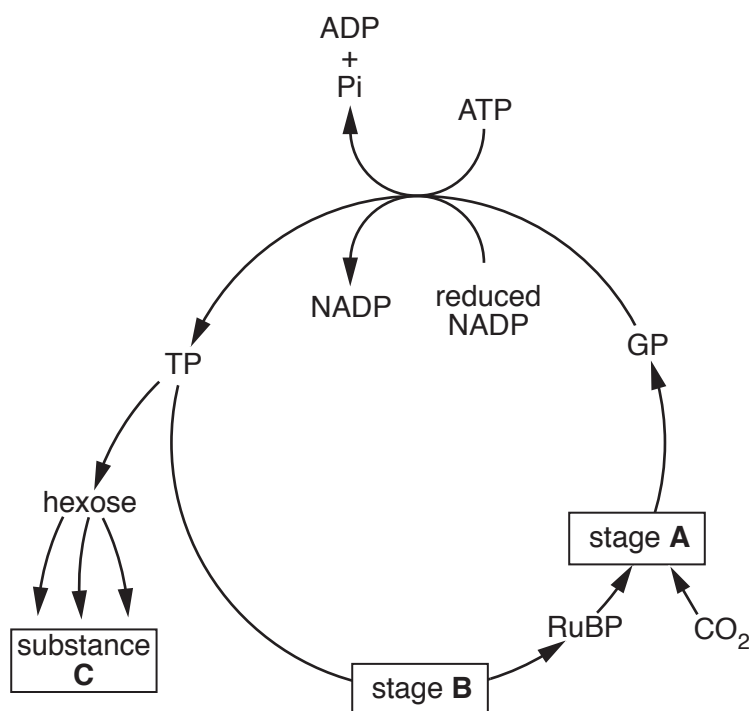 ADP
+
Pi
ATP
NADP
reduced
NADP
GP
TP
hexose
stage A
substance
C
RuBP
CO₂
stage B